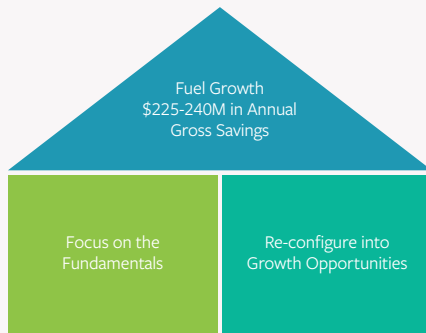 Fuel Growth
$225-240M in Annual
Gross Savings
Focus on the
Fundamentals
Re-configure into
Growth Opportunities